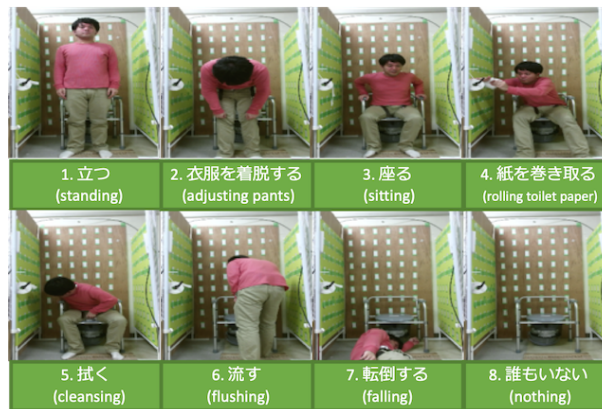 1. 立つ
(standing)
2. 衣服を着脱する
(adjusting pants)
3. 座る
(sitting)
4. 紙を巻き取る
(rolling toilet paper)
5. 拭く
(cleansing)
6. 流す
(flushing)
7. 転倒する
(falling)
8. 誰もいない
(nothing)